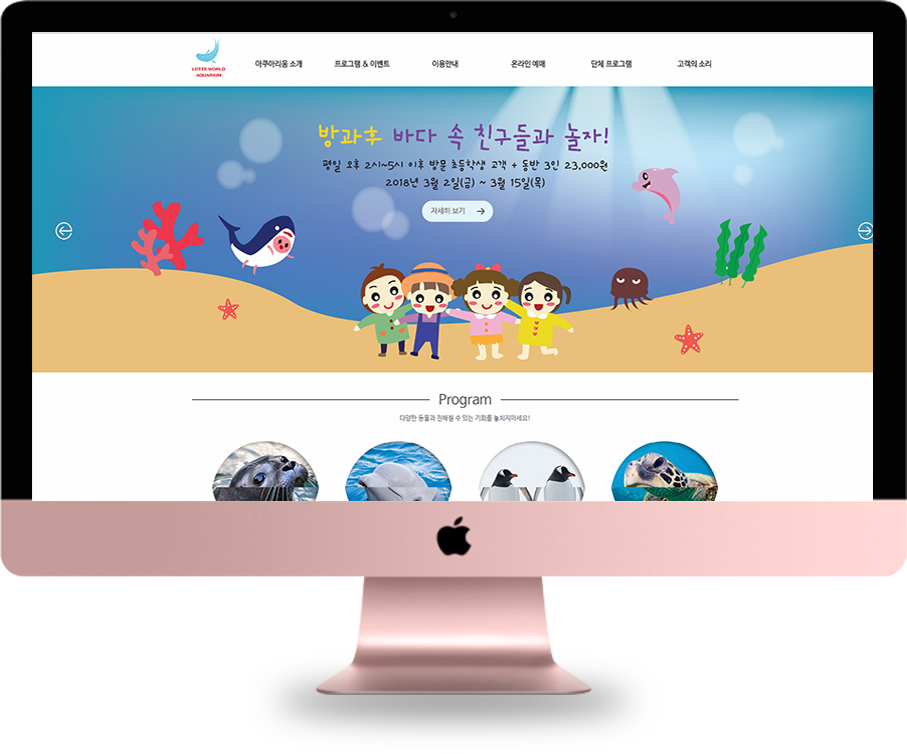 LOTTE WORLD
AQUARIUM
아쿠아리움 소개 프로그램 & 이벤트 이용안내 온라인 예매 단체 프로그램 고객의 소리
방과후 바다 속 친구들과 놀자!
평일 오후 2시~5시 이후 방문 초등학생 고객 + 동반 3인 23,000원
2018년 3월 2일(금) ~ 3월 15일(목)
자세히 보기
Program
다양한 동물과 친해질 수 있는 기회를 놓치지마세요!